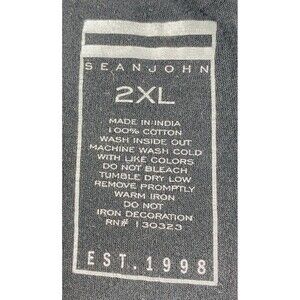 SEANJOHN
2XL
MADE IN INDIA
100% COTTON
WASH INSIDE OUT
MACHINE WASH COLD
WITH LIKE COLORS
DO NOT BLEACH
TUMBLE DRY LOW
REMOVE PROMPTLY
WARM IRON
DO NOT
IRON DECORATION
RN# 130323
EST. 1998